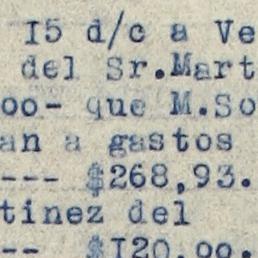 I5 d/c a Ve
del Sr.Mart
oo- que M.So
an a gastos
--- $268,93.
tinez del
-- $I20.oo.